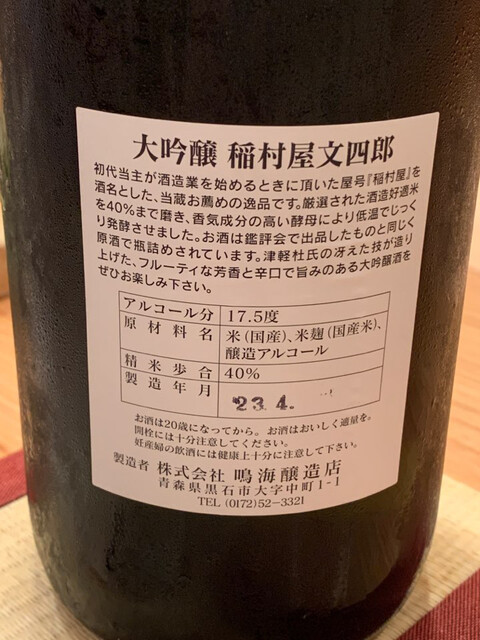 大吟醸 稲村屋文四郎
初代当主が酒造業を始めるときに頂いた屋号『稲村屋』を
酒名とした、当蔵お薦めの逸品です。厳選された酒造好適米
を40%まで磨き、香気成分の高い酵母により低温でじっく
り発酵させました。お酒は鑑評会で出品したものと同じく
原酒で瓶詰めされています。津軽杜氏の冴えた技が造り
上げた、フルーティな芳香と辛口で旨みのある大吟醸酒を
ぜひお楽しみ下さい。
アルコール分 17.5度
原材料名 米(国産)、米麹(国産米)、
醸造アルコール
精米歩合 40%
製造年月 23.4.
お酒は20歳になってから。お酒はおいしく適量を。
開栓には十分注意してください。
妊産婦の飲酒には健康上十分に注意して下さい。
製造者 株式会社 鳴海醸造店
青森県黒石市大字中町1-1
TEL (0172)52-3321